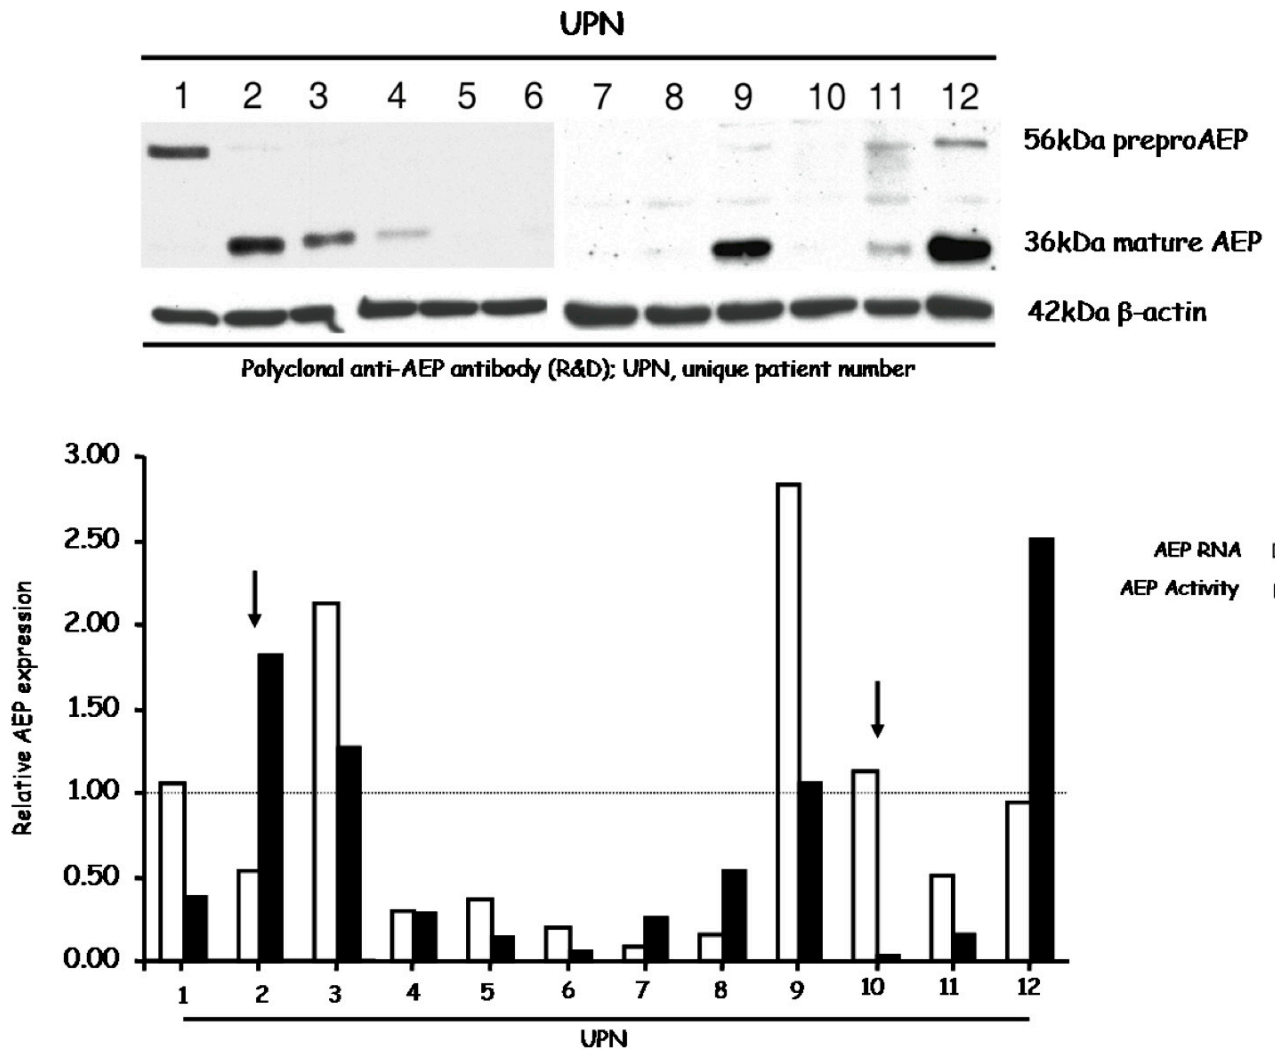 UPN
1 2 3 4 5 6 7 8 9 10 11 12
56kDa preproAEP
36kDa mature AEP
42kDa β-actin
Polyclonal anti-AEP antibody (R&D); UPN, unique patient number
3.00
2.50
2.00
1.50
1.00
0.50
0.00
Relative AEP expression
AEP RNA
AEP Activity
1 2 3 4 5 6 7 8 9 10 11 12
UPN